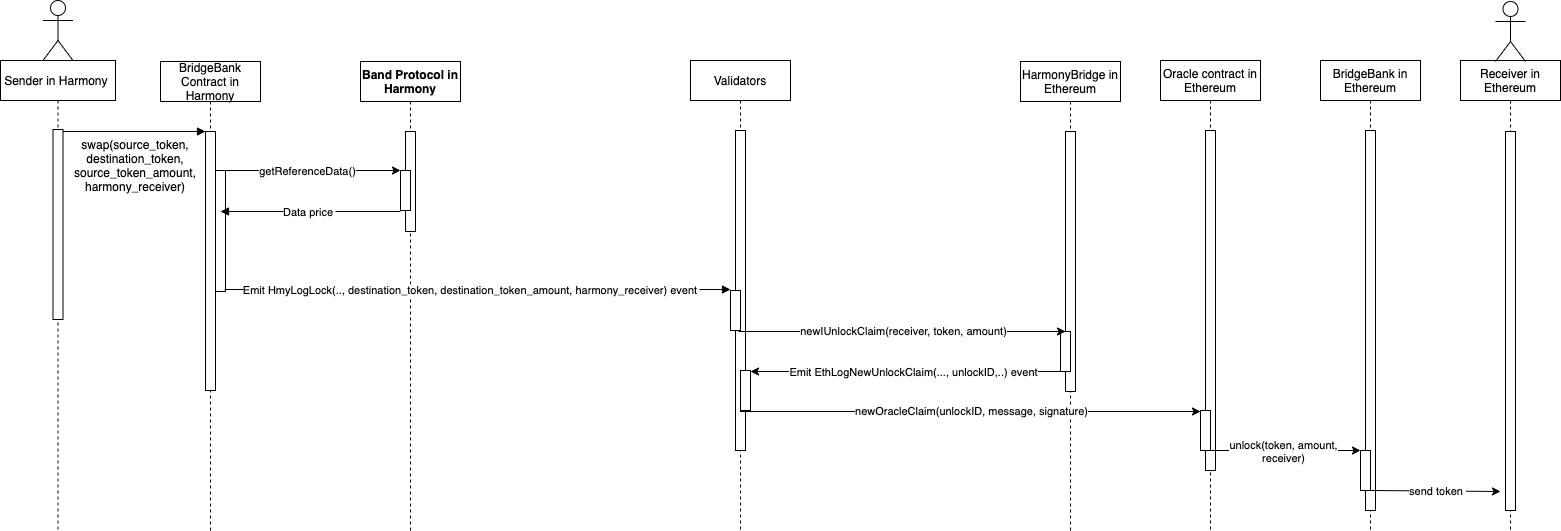 Sender in Harmony
BridgeBank
Contract in
Harmony
Band Protocol in
Harmony
Validators
HarmonyBridge in
Ethereum
Oracle contract in
Ethereum
BridgeBank in
Ethereum
Receiver in
Ethereum
swap(source_token,
destination_token,
source_token_amount,
harmony_receiver)
getReferenceData()
Data price
Emit HmyLogLock(.., destination_token, destination_token_amount, harmony_receiver) event
newIUnlockClaim(receiver, token, amount)
Emit EthLogNewUnlockClaim(..., unlockID,..) event
newOracleClaim(unlockID, message, signature)
unlock(token, amount,
receiver)
send token